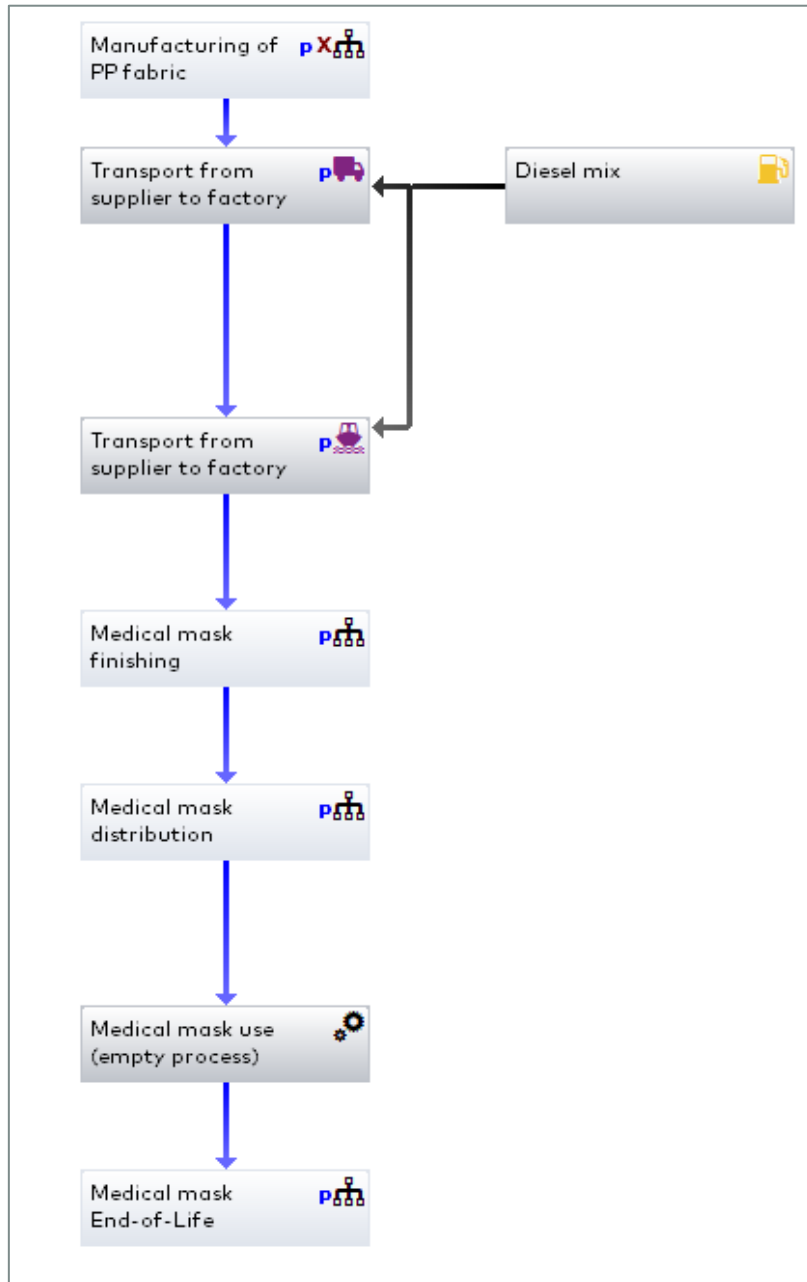 Manufacturing of
PP fabric
p X
Transport from
supplier to factory
p
Diesel mix
Transport from
supplier to factory
p
Medical mask
finishing
p
Medical mask
distribution
p
Medical mask use
(empty process)
Medical mask
End-of-Life
p